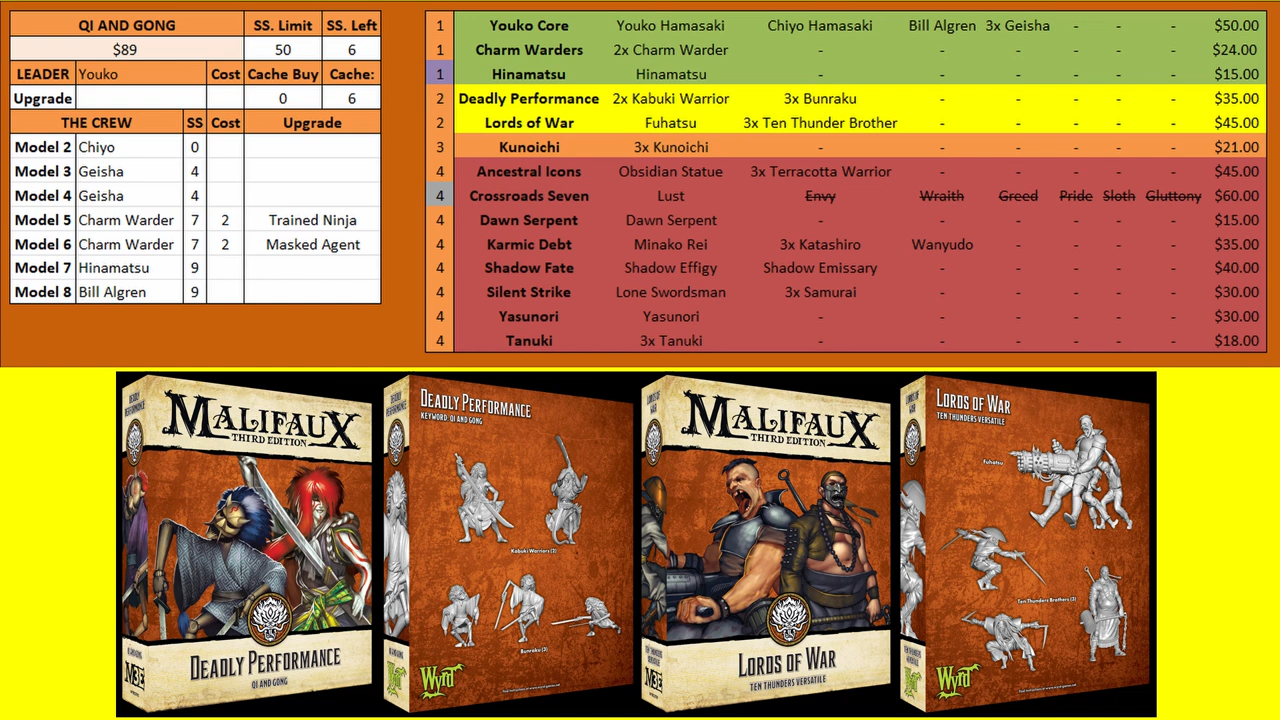 QI AND GONG SS. Limit SS. Left
$89 50 6
LEADER Youko Cost Cache Buy Cache:
Upgrade 0 6
THE CREW SS Cost Upgrade
Model 2 Chiyo 0
Model 3 Geisha 4
Model 4 Geisha 4
Model 5 Charm Warder 7 2 Trained Ninja
Model 6 Charm Warder 7 2 Masked Agent
Model 7 Hinamatsu 9
Model 8 Bill Algren 9
1 Youko Core Youko Hamasaki Chiyo Hamasaki Bill Algren 3x Geisha - - - $50.00
1 Charm Warders 2x Charm Warder - - - - - - $24.00
1 Hinamatsu Hinamatsu - - - - - - $15.00
2 Deadly Performance 2x Kabuki Warrior 3x Bunraku - - - - - $35.00
2 Lords of War Fuhatsu 3x Ten Thunder Brother - - - - - $45.00
3 Kunoichi 3x Kunoichi - - - - - - $21.00
4 Ancestral Icons Obsidian Statue 3x Terracotta Warrior - - - - - $45.00
4 Crossroads Seven Lust Envy Wraith Greed Pride Sloth Gluttony $60.00
4 Dawn Serpent Dawn Serpent - - - - - - $15.00
4 Karmic Debt Minako Rei 3x Katashiro Wanyudo - - - - $35.00
4 Shadow Fate Shadow Effigy Shadow Emissary - - - - - $40.00
4 Silent Strike Lone Swordsman 3x Samurai - - - - - $30.00
4 Yasunori Yasunori - - - - - - $30.00
4 Tanuki 3x Tanuki - - - - - - $18.00
MALIFAUX
THIRD EDITION
DEADLY PERFORMANCE
QI AND GONG
M3E
DEADLY PERFORMANCE
KEYWORD: QI AND GONG
Kabuki Warriors (2)
Bunraku (3)
Wyrd
MALIFAUX
THIRD EDITION
LORDS OF WAR
TEN THUNDERS VERSATILE
M3E
LORDS OF WAR
TEN THUNDERS VERSATILE
Fuhatsu
Ten Thunders Brothers (3)
Wyrd